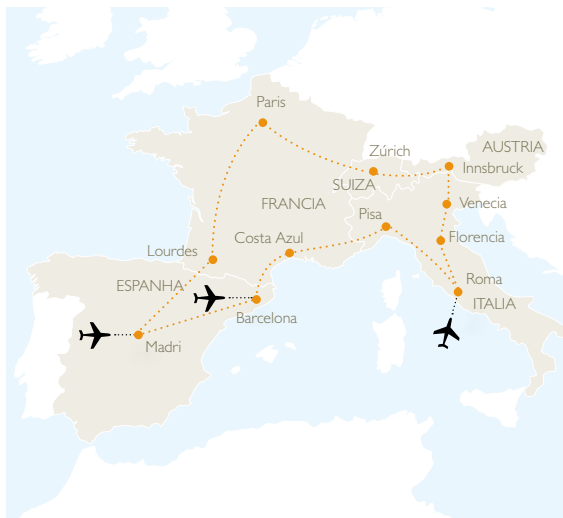 Paris
Zúrich
AUSTRIA
Innsbruck
SUIZA
FRANCIA
Venecia
Pisa
Costa Azul
Florencia
Lourdes
Roma
ESPANHA
ITALIA
Barcelona
Madri